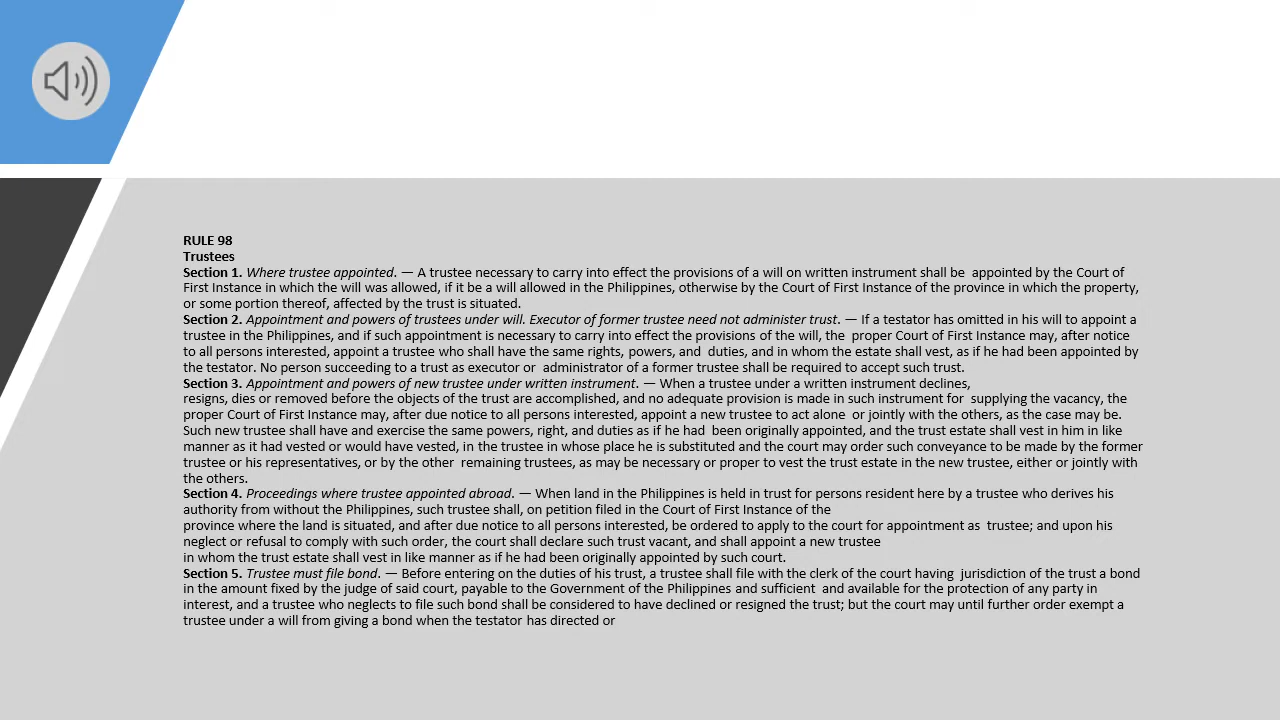 RULE 98
Trustees
Section 1. Where trustee appointed. — A trustee necessary to carry into effect the provisions of a will on written instrument shall be  appointed by the Court of
First Instance in which the will was allowed, if it be a will allowed in the Philippines, otherwise by the Court of First Instance of the province in which the property,
or some portion thereof, affected by the trust is situated.
Section 2. Appointment and powers of trustees under will. Executor of former trustee need not administer trust. — If a testator has omitted in his will to appoint a
trustee in the Philippines, and if such appointment is necessary to carry into effect the provisions of the will, the  proper Court of First Instance may, after notice
to all persons interested, appoint a trustee who shall have the same rights, powers, and  duties, and in whom the estate shall vest, as if he had been appointed by
the testator. No person succeeding to a trust as executor or  administrator of a former trustee shall be required to accept such trust.
Section 3. Appointment and powers of new trustee under written instrument. — When a trustee under a written instrument declines,
resigns, dies or removed before the objects of the trust are accomplished, and no adequate provision is made in such instrument for  supplying the vacancy, the
proper Court of First Instance may, after due notice to all persons interested, appoint a new trustee to act alone  or jointly with the others, as the case may be.
Such new trustee shall have and exercise the same powers, right, and duties as if he had  been originally appointed, and the trust estate shall vest in him in like
manner as it had vested or would have vested, in the trustee in whose place he is substituted and the court may order such conveyance to be made by the former
trustee or his representatives, or by the other  remaining trustees, as may be necessary or proper to vest the trust estate in the new trustee, either or jointly with
the others.
Section 4. Proceedings where trustee appointed abroad. — When land in the Philippines is held in trust for persons resident here by a trustee who derives his
authority from without the Philippines, such trustee shall, on petition filed in the Court of First Instance of the
province where the land is situated, and after due notice to all persons interested, be ordered to apply to the court for appointment as  trustee; and upon his
neglect or refusal to comply with such order, the court shall declare such trust vacant, and shall appoint a new trustee
in whom the trust estate shall vest in like manner as if he had been originally appointed by such court.
Section 5. Trustee must file bond. — Before entering on the duties of his trust, a trustee shall file with the clerk of the court having  jurisdiction of the trust a bond
in the amount fixed by the judge of said court, payable to the Government of the Philippines and sufficient  and available for the protection of any party in
interest, and a trustee who neglects to file such bond shall be considered to have declined or resigned the trust; but the court may until further order exempt a
trustee under a will from giving a bond when the testator has directed or